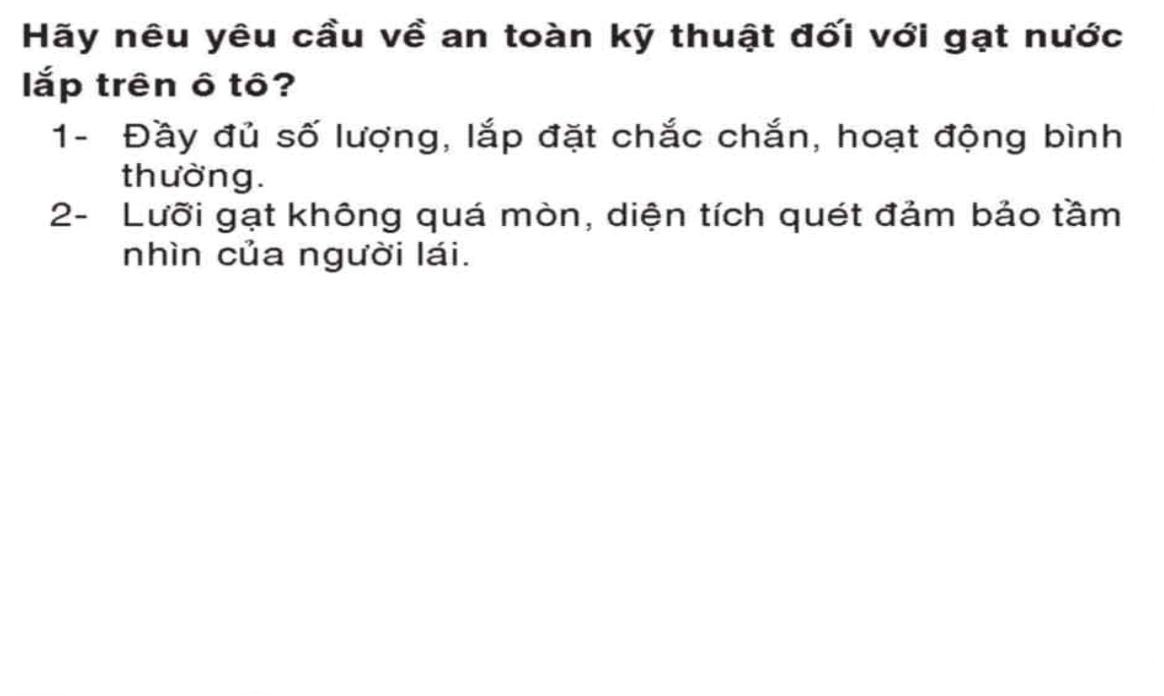 Hãy nêu yêu cầu về an toàn kỹ thuật đối với gạt nước
lắp trên ô tô?
1- Đầy đủ số lượng, lắp đặt chắc chắn, hoạt động bình
thường.
2- Lưỡi gạt không quá mòn, diện tích quét đảm bảo tầm
nhìn của người lái.